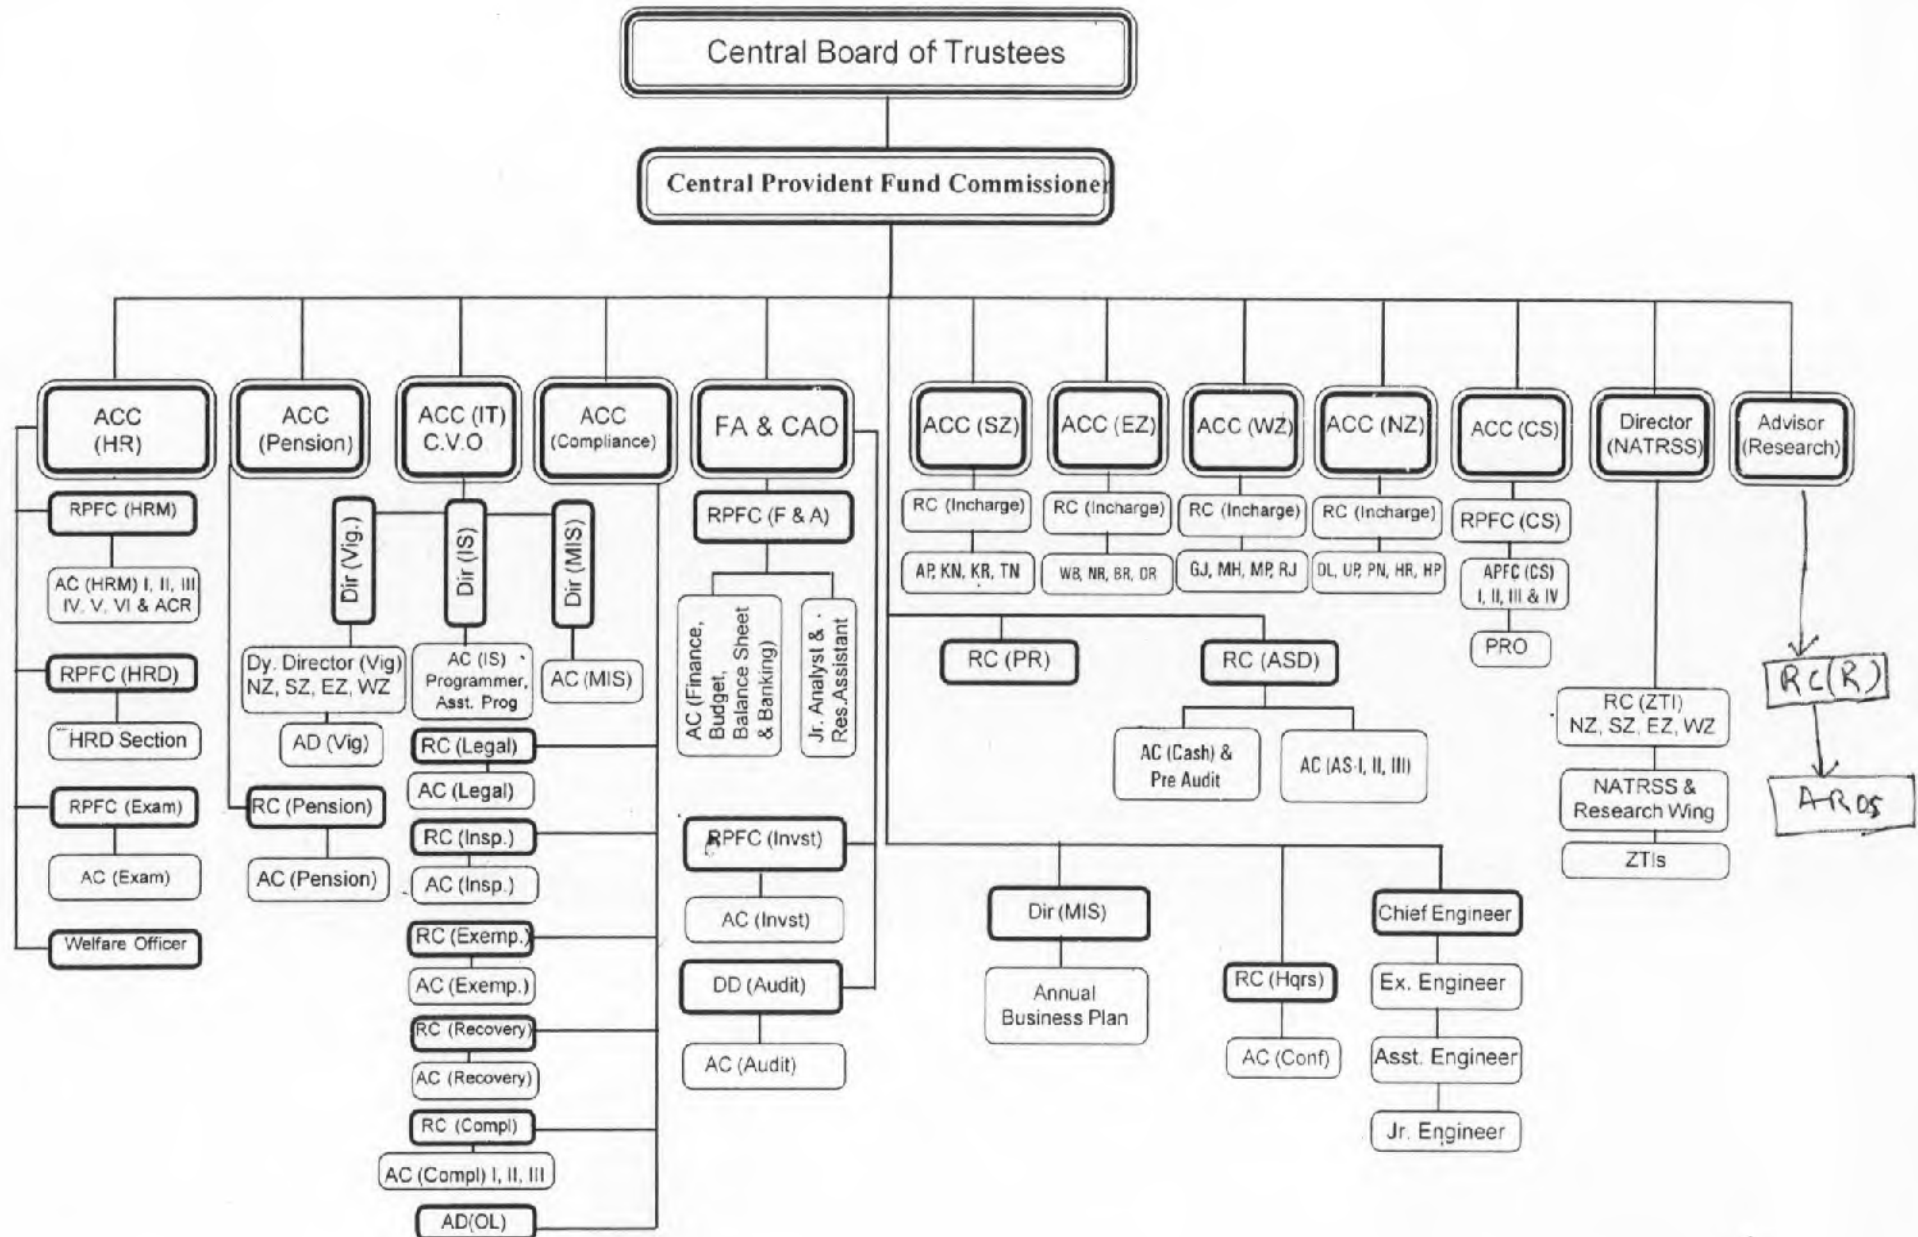 Central Board of Trustees
Central Provident Fund Commissioner
ACC
(HR)
ACC
(Pension)
ACC (IT)
C.V.O.
ACC
(Compliance)
FA & CAO
ACC (SZ)
ACC (EZ)
ACC (WZ)
ACC (NZ)
ACC (CS)
Director
(NATRSS)
Advisor
(Research)
RPFC (HRM)
AC (HRM) I, II, III
IV, V, VI & ACR
RPFC (HRD)
HRD Section
RPFC (Exam)
AC (Exam)
Welfare Officer
RC (Pension)
AC (Pension)
Dir (Vig.)
Dir (IS)
Dir (MIS)
Dy. Director (Vig)
NZ, SZ, EZ, WZ
AD (Vig)
AC (IS)
Programmer,
Asst. Prog
AC (MIS)
RC (Legal)
AC (Legal)
RC (Insp.)
AC (Insp.)
RC (Exemp.)
AC (Exemp.)
RC (Recovery)
AC (Recovery)
RC (Compl)
AC (Compl) I, II, III
AD(OL)
RPFC (F & A)
AC (Finance,
Budget,
Balance Sheet
& Banking)
Jr. Analyst &
Res.Assistant
RPFC (Invst)
AC (Invst)
DD (Audit)
AC (Audit)
RC (Incharge)
AP, KN, KR, TN
RC (Incharge)
WB, NR, BR, OR
RC (Incharge)
GJ, MH, MP, RJ
RC (Incharge)
DL, UP, PN, HR, HP
RPFC (CS)
APFC (CS)
I, II, III & IV
PRO
RC (PR)
RC (ASD)
AC (Cash) &
Pre Audit
AC (AS-I, II, III)
Dir (MIS)
Annual
Business Plan
RC (Hqrs)
AC (Conf)
Chief Engineer
Ex. Engineer
Asst. Engineer
Jr. Engineer
RC (ZTI)
NZ, SZ, EZ, WZ
NATRSS &
Research Wing
ZTIs
RC(R)
AROs